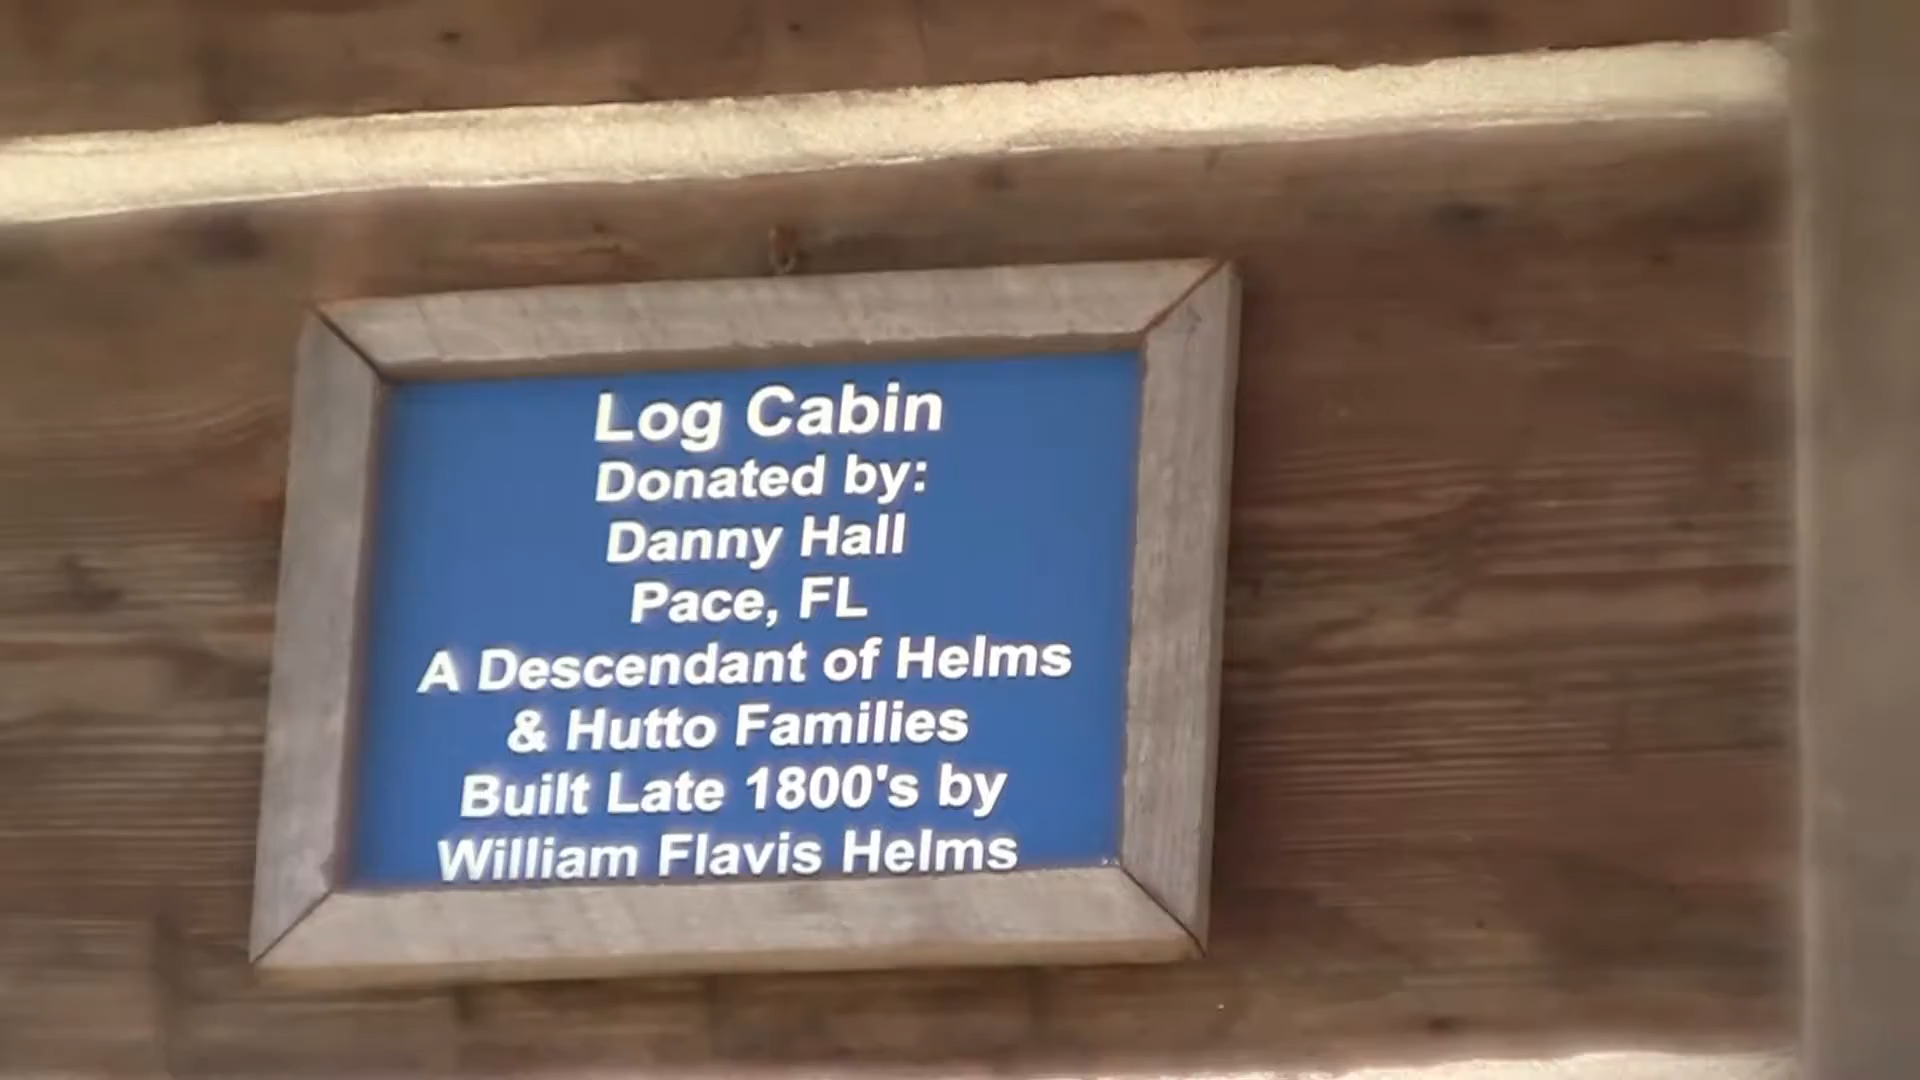 Log Cabin
Donated by:
Danny Hall
Pace, FL
A Descendant of Helms
& Hutto Families
Built Late 1800's by
William Flavis Helms